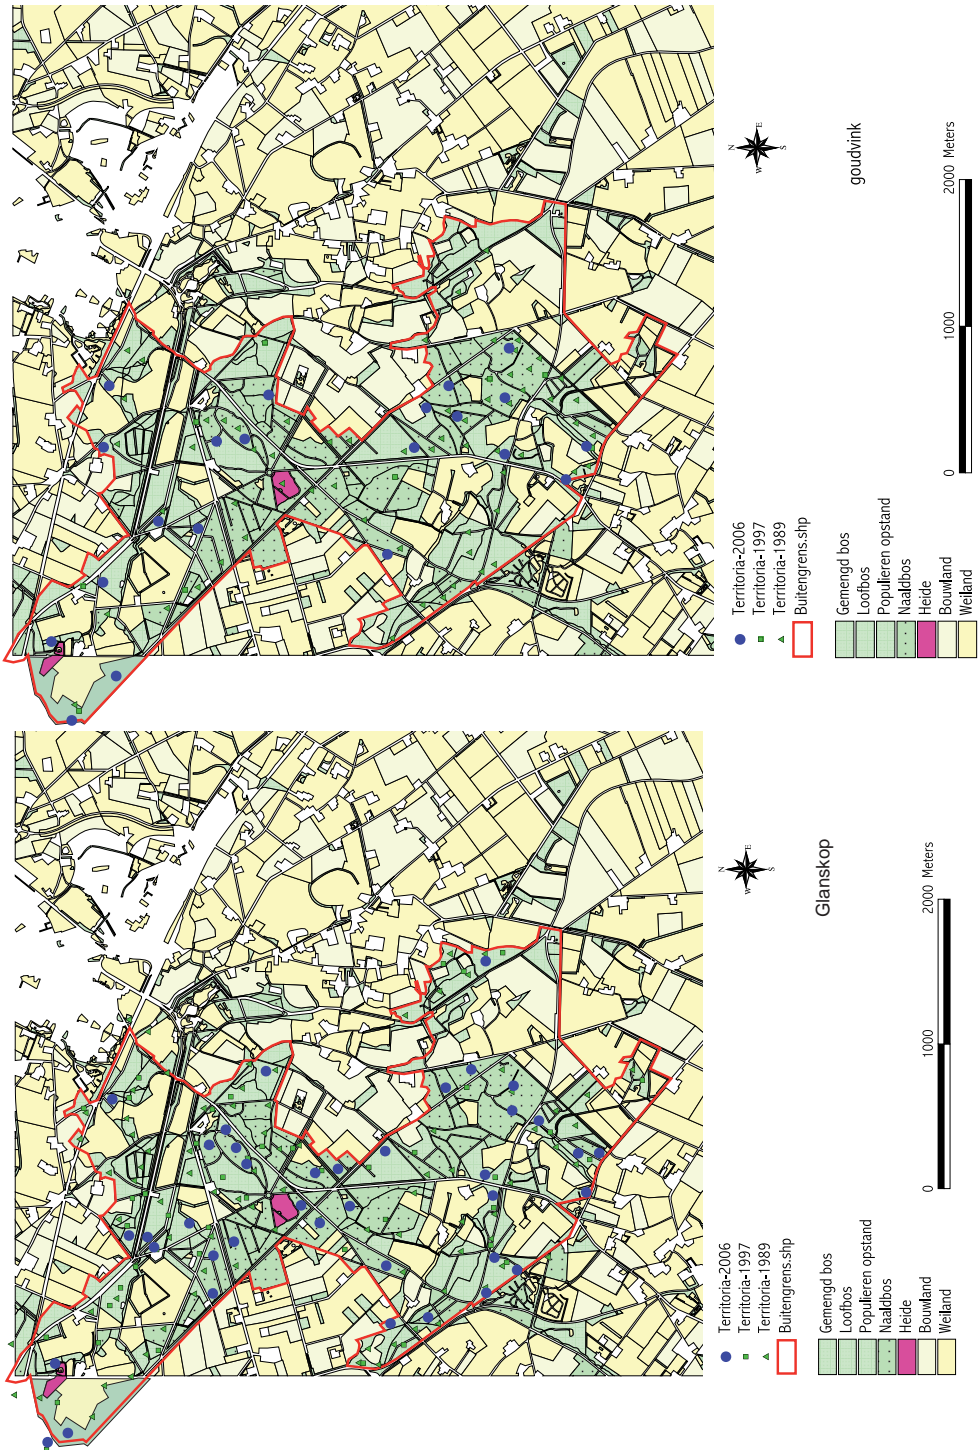 N
W E
S
goudvink
0 1000 2000 Meters
Territoria-2006
Territoria-1997
Territoria-1989
Buitengrens.shp
Gemengd bos
Loofbos
Populieren opstand
Naaldbos
Heide
Bouwland
Weiland
N
W E
S
Glanskop
0 1000 2000 Meters
Territoria-2006
Territoria-1997
Territoria-1989
Buitengrens.shp
Gemengd bos
Loofbos
Populieren opstand
Naaldbos
Heide
Bouwland
Weiland